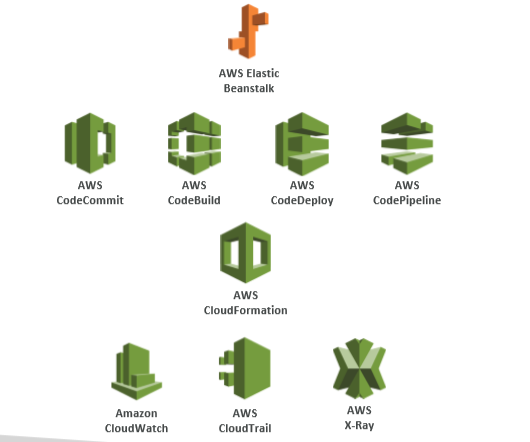 AWS Elastic
Beanstalk
AWS
CodeCommit
AWS
CodeBuild
AWS
CodeDeploy
AWS
CodePipeline
AWS
CloudFormation
Amazon
CloudWatch
AWS
CloudTrail
AWS
X-Ray